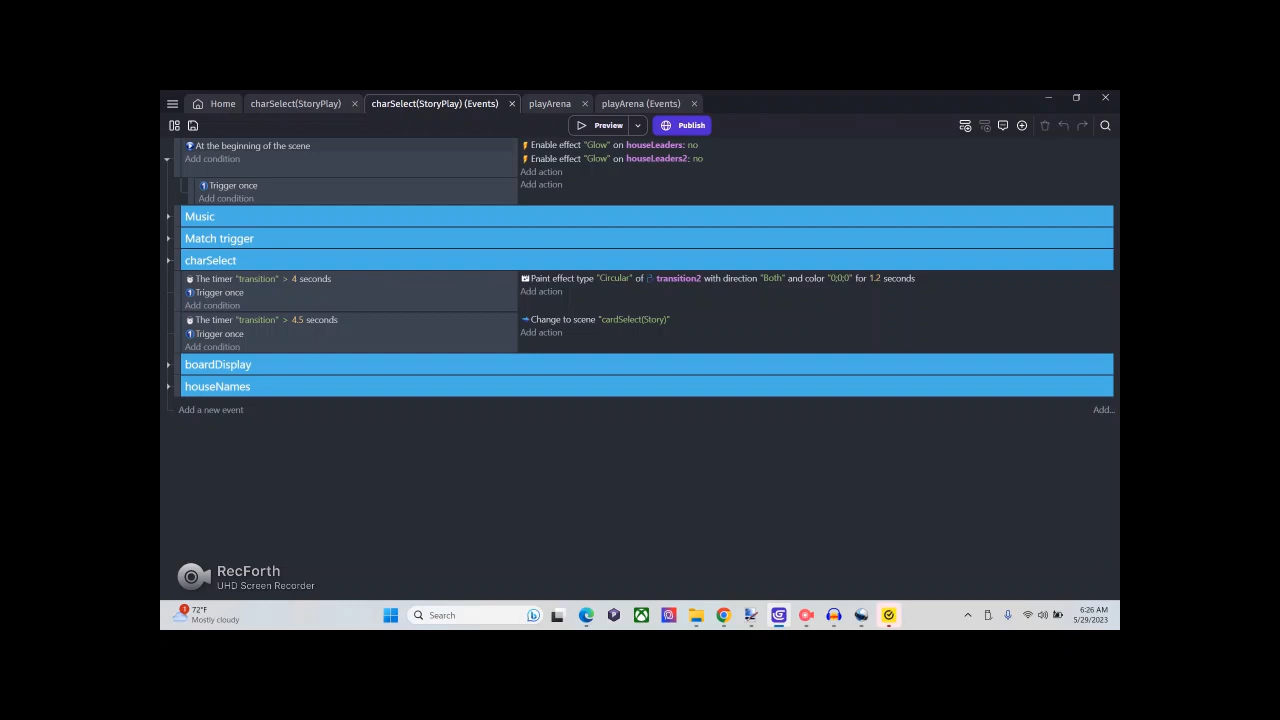 Home
charSelect(StoryPlay)
charSelect(StoryPlay) (Events)
playArena
playArena (Events)
Preview
Publish
At the beginning of the scene
Add condition
Enable effect "Glow" on houseLeaders: no
Enable effect "Glow" on houseLeaders2: no
Add action
Trigger once
Add condition
Add action
Music
Match trigger
charSelect
The timer "transition" > 4 seconds
Trigger once
Add condition
Paint effect type "Circular" of transition2 with direction "Both" and color "0;0;0" for 1.2 seconds
Add action
The timer "transition" > 4.5 seconds
Trigger once
Add condition
Change to scene "cardSelect(Story)"
Add action
boardDisplay
houseNames
Add a new event
Add...
RecForth
UHD Screen Recorder
1
72°F
Mostly cloudy
Search
6:26 AM
5/29/2023